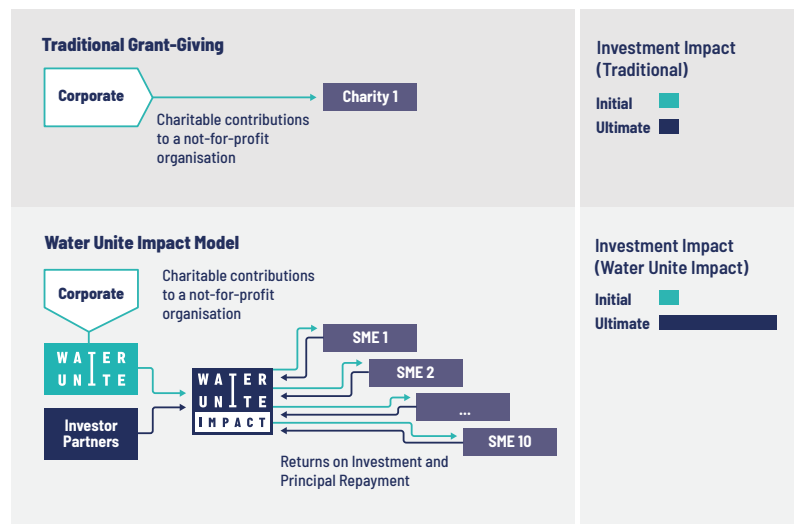 Traditional Grant-Giving
Corporate
Charity 1
Charitable contributions
to a not-for-profit
organisation
Investment Impact
(Traditional)
Initial
Ultimate
Water Unite Impact Model
Corporate
Charitable contributions
to a not-for-profit
organisation
WATER
UNITE
Investor
Partners
WATER
UNITE
IMPACT
SME 1
SME 2
...
SME 10
Returns on Investment and
Principal Repayment
Investment Impact
(Water Unite Impact)
Initial
Ultimate